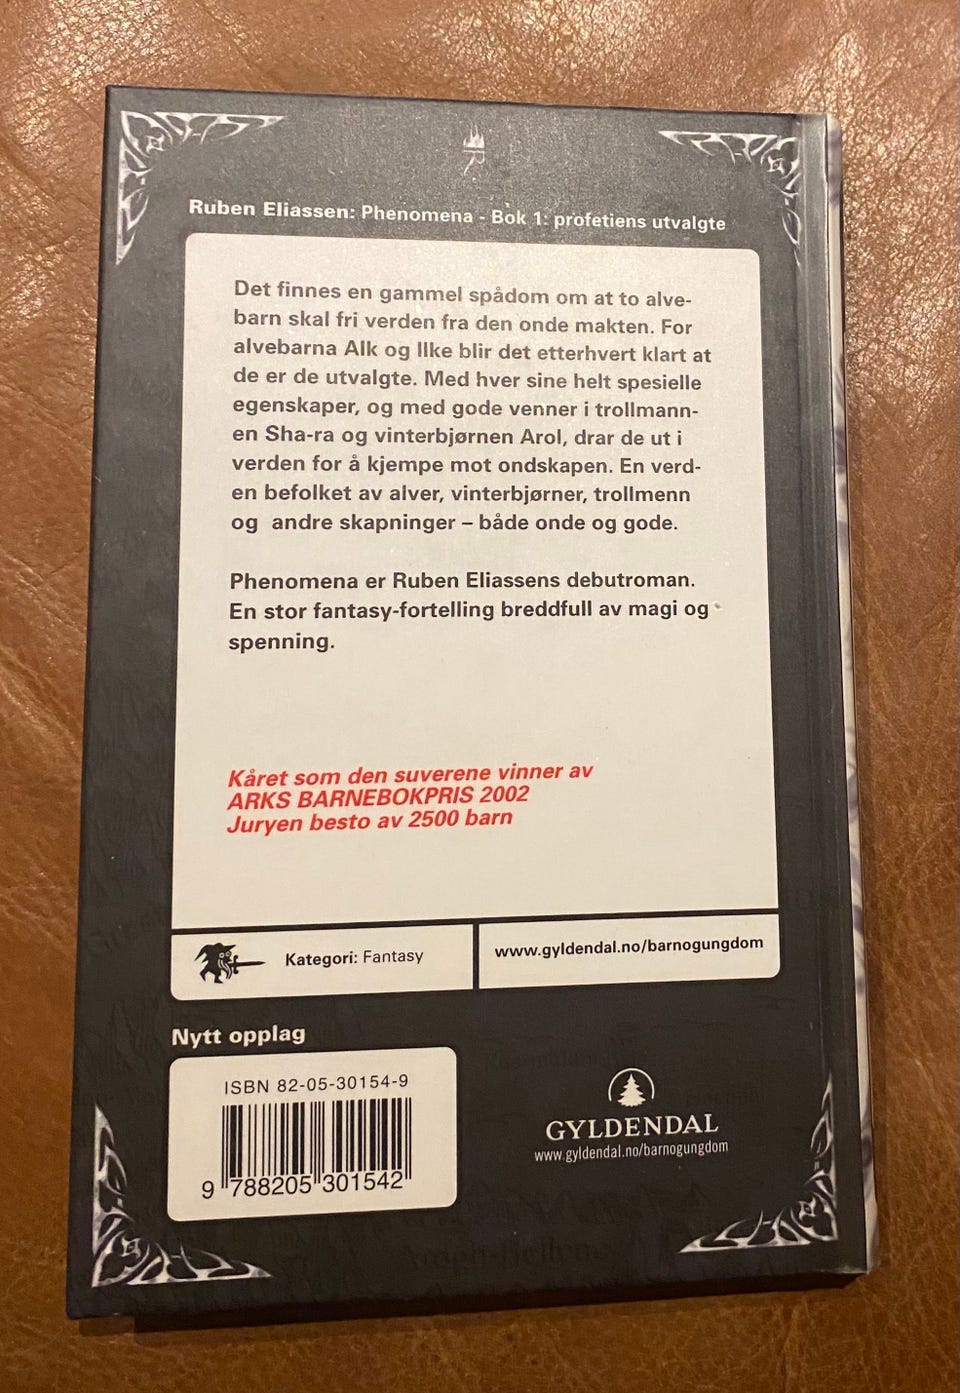 Ruben Eliassen: Phenomena - Bok 1: profetiens utvalgte
Det finnes en gammel spådom om at to alve-
barn skal fri verden fra den onde makten. For
alvebarna Alk og Ilke blir det etterhvert klart at
de er de utvalgte. Med hver sine helt spesielle
egenskaper, og med gode venner i trollmann-
en Sha-ra og vinterbjørnen Arol, drar de ut i
verden for å kjempe mot ondskapen. En verd-
en befolket av alver, vinterbjørner, trollmenn
og andre skapninger – både onde og gode.
Phenomena er Ruben Eliassens debutroman.
En stor fantasy-fortelling breddfull av magi og
spenning.
Kåret som den suverene vinner av
ARKS BARNEBOKPRIS 2002
Juryen besto av 2500 barn
Kategori: Fantasy
www.gyldendal.no/barnogungdom
Nytt opplag
ISBN 82-05-30154-9
9 788205 301542
GYLDENDAL
www.gyldendal.no/barnogungdom